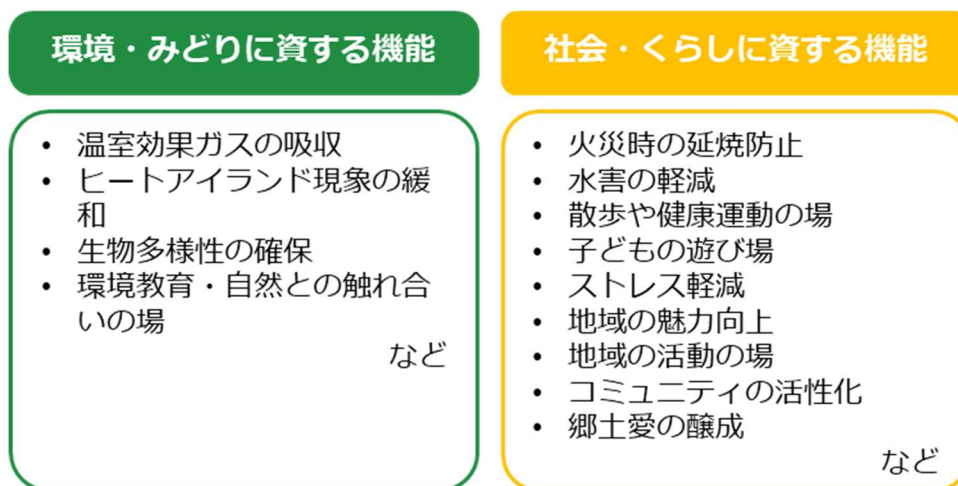 環境・みどりに資する機能
• 温室効果ガスの吸収
• ヒートアイランド現象の緩
和
• 生物多様性の確保
• 環境教育・自然との触れ合
いの場
など
社会・くらしに資する機能
• 火災時の延焼防止
• 水害の軽減
• 散歩や健康運動の場
• 子どもの遊び場
• ストレス軽減
• 地域の魅力向上
• 地域の活動の場
• コミュニティの活性化
• 郷土愛の醸成
など